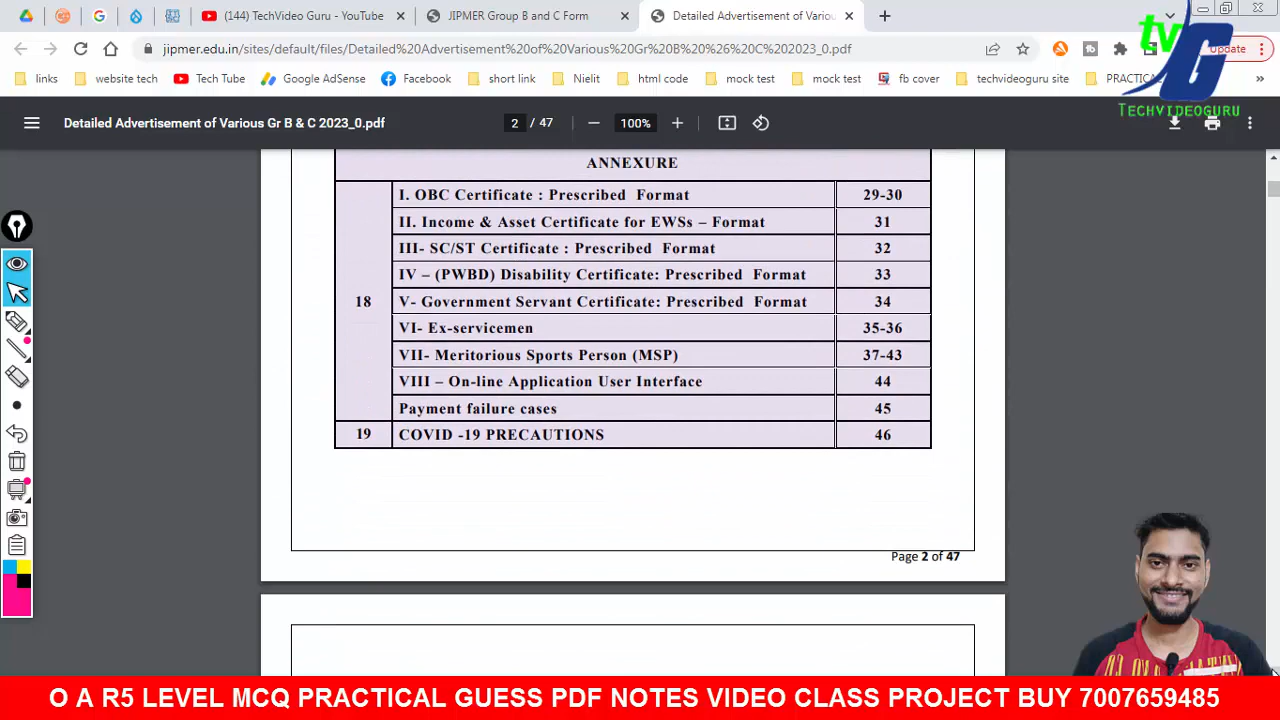 (144) TechVideo Guru - YouTube
JIPMER Group B and C Form
Detailed Advertisement of Variou
jipmer.edu.in/sites/default/files/Detailed%20Advertisement%20of%20Various%20Gr%20B%20%26%20C%202023_0.pdf
Update
links
website tech
Tech Tube
Google AdSense
Facebook
short link
Nielit
html code
mock test
mock test
fb cover
techvideoguru site
PRACTICA
tv
G
TECHVIDEOGURU
Detailed Advertisement of Various Gr B & C 2023_0.pdf
2 / 47
100%
ANNEXURE
I. OBC Certificate : Prescribed Format 29-30
II. Income & Asset Certificate for EWSs – Format 31
III- SC/ST Certificate : Prescribed Format 32
IV – (PWBD) Disability Certificate: Prescribed Format 33
18 V- Government Servant Certificate: Prescribed Format 34
VI- Ex-servicemen 35-36
VII- Meritorious Sports Person (MSP) 37-43
VIII – On-line Application User Interface 44
Payment failure cases 45
19 COVID -19 PRECAUTIONS 46
Page 2 of 47
O A R5 LEVEL MCQ PRACTICAL GUESS PDF NOTES VIDEO CLASS PROJECT BUY 7007659485